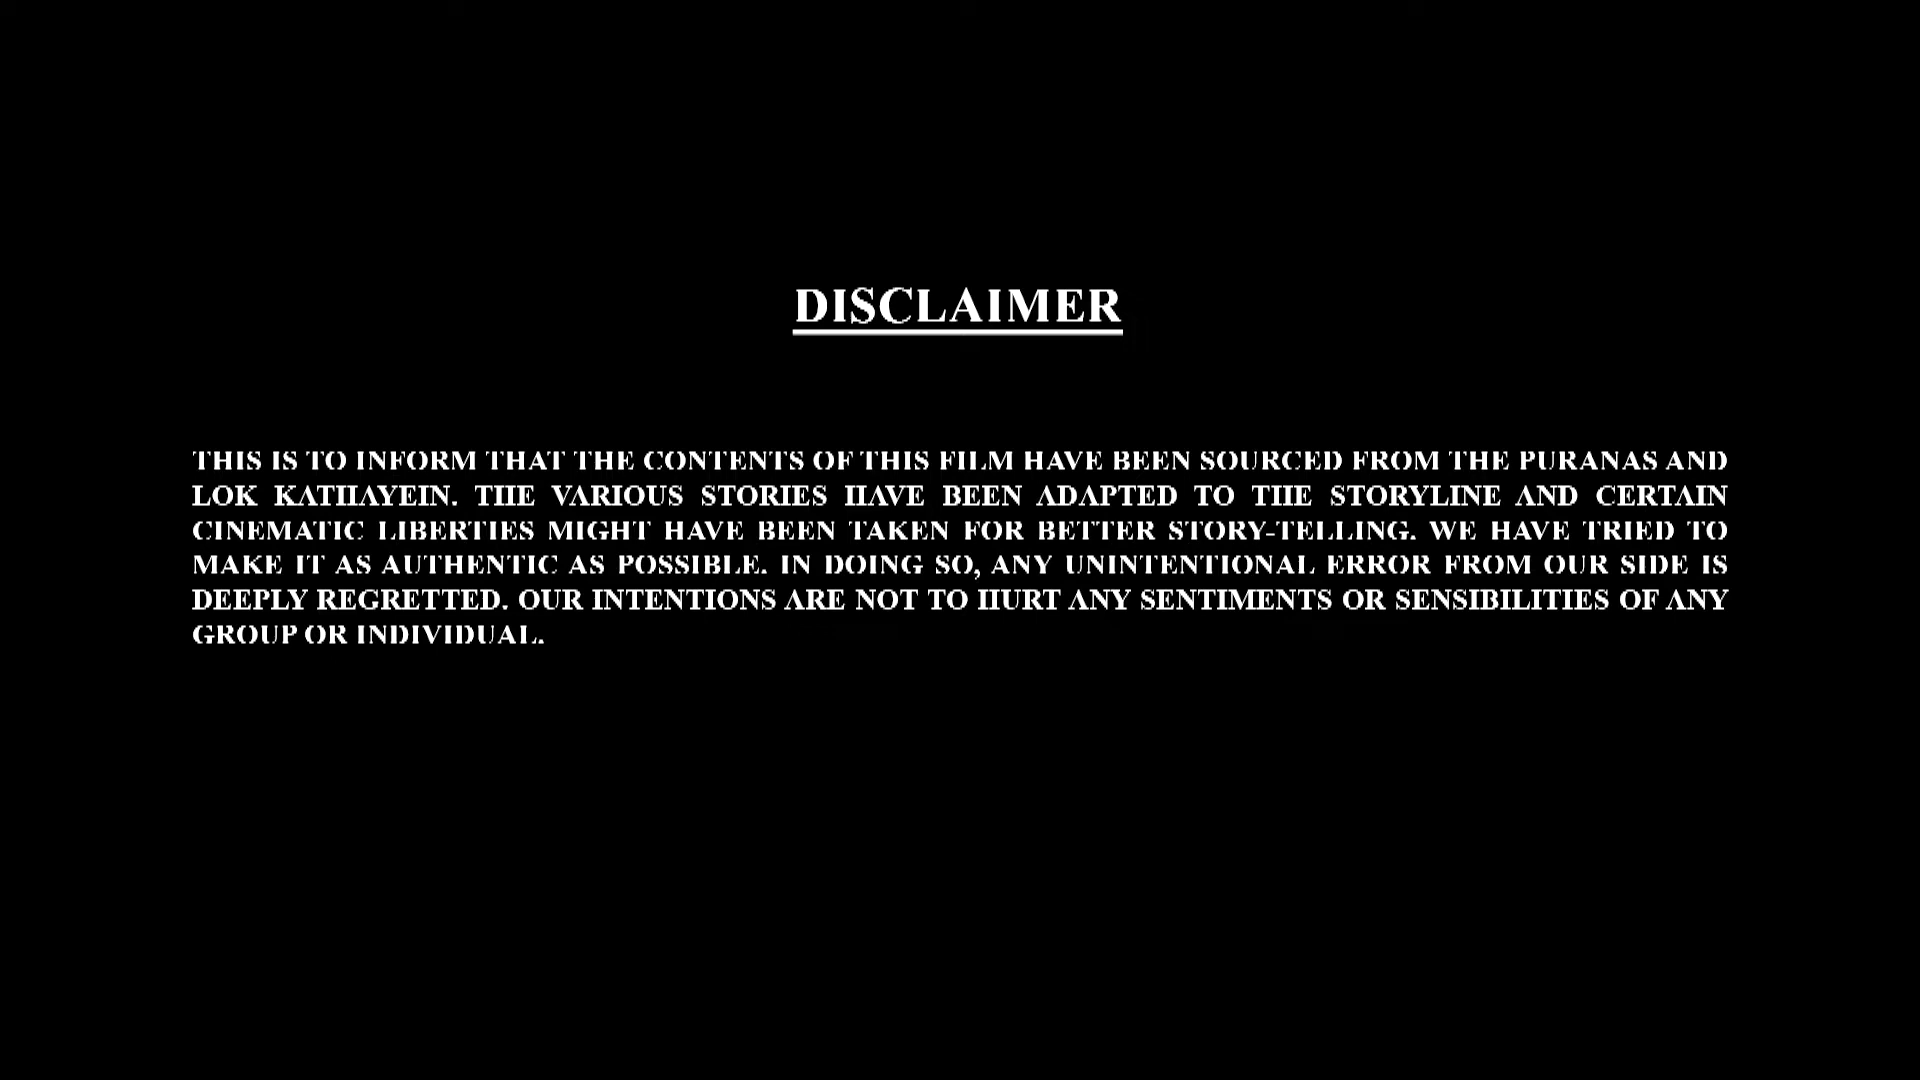 DISCLAIMER
THIS IS TO INFORM THAT THE CONTENTS OF THIS FILM HAVE BEEN SOURCED FROM THE PURANAS AND
LOK KATHAYEIN. THE VARIOUS STORIES HAVE BEEN ADAPTED TO THE STORYLINE AND CERTAIN
CINEMATIC LIBERTIES MIGHT HAVE BEEN TAKEN FOR BETTER STORY-TELLING. WE HAVE TRIED TO
MAKE IT AS AUTHENTIC AS POSSIBLE. IN DOING SO, ANY UNINTENTIONAL ERROR FROM OUR SIDE IS
DEEPLY REGRETTED. OUR INTENTIONS ARE NOT TO HURT ANY SENTIMENTS OR SENSIBILITIES OF ANY
GROUP OR INDIVIDUAL.